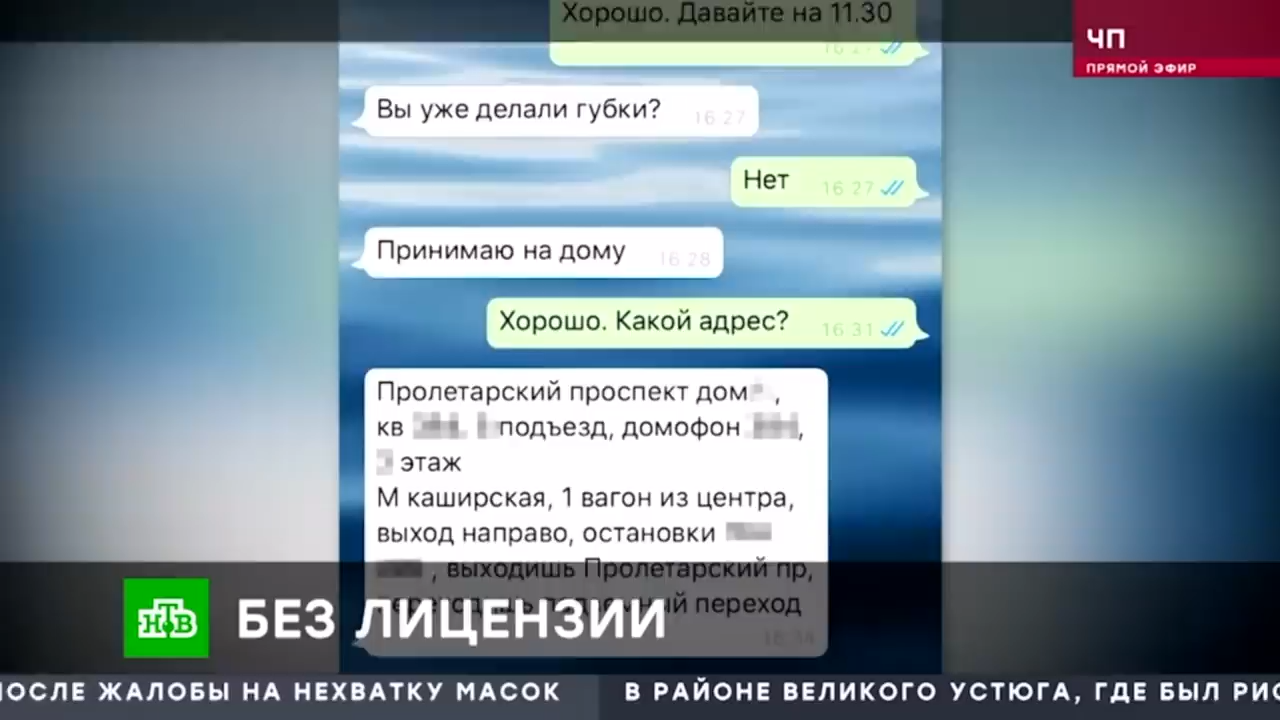 Хорошо. Давайте на 11.30
16:27
ЧП
ПРЯМОЙ ЭФИР
Вы уже делали губки?
16:27
Нет
16:27
Принимаю на дому
16:28
Хорошо. Какой адрес?
16:31
Пролетарский проспект дом ,
кв , подъезд, домофон ,
этаж
М каширская, 1 вагон из центра,
выход направо, остановки
, выходишь Пролетарский пр,
переход
НТВ
БЕЗ ЛИЦЕНЗИИ
ПОСЛЕ ЖАЛОБЫ НА НЕХВАТКУ МАСОК
В РАЙОНЕ ВЕЛИКОГО УСТЮГА, ГДЕ БЫЛ